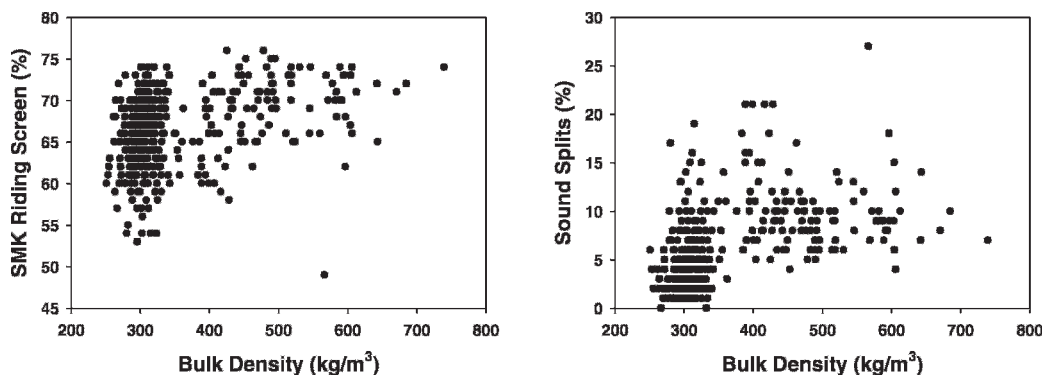 SMK Riding Screen (%)
80
75
70
65
60
55
50
45
200 300 400 500 600 700 800
Bulk Density (kg/m³)
Sound Splits (%)
30
25
20
15
10
5
0
200 300 400 500 600 700 800
Bulk Density (kg/m³)